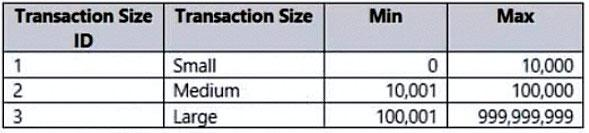 Transaction Size ID Transaction Size Min Max
1 Small 0 10,000
2 Medium 10,001 100,000
3 Large 100,001 999,999,999